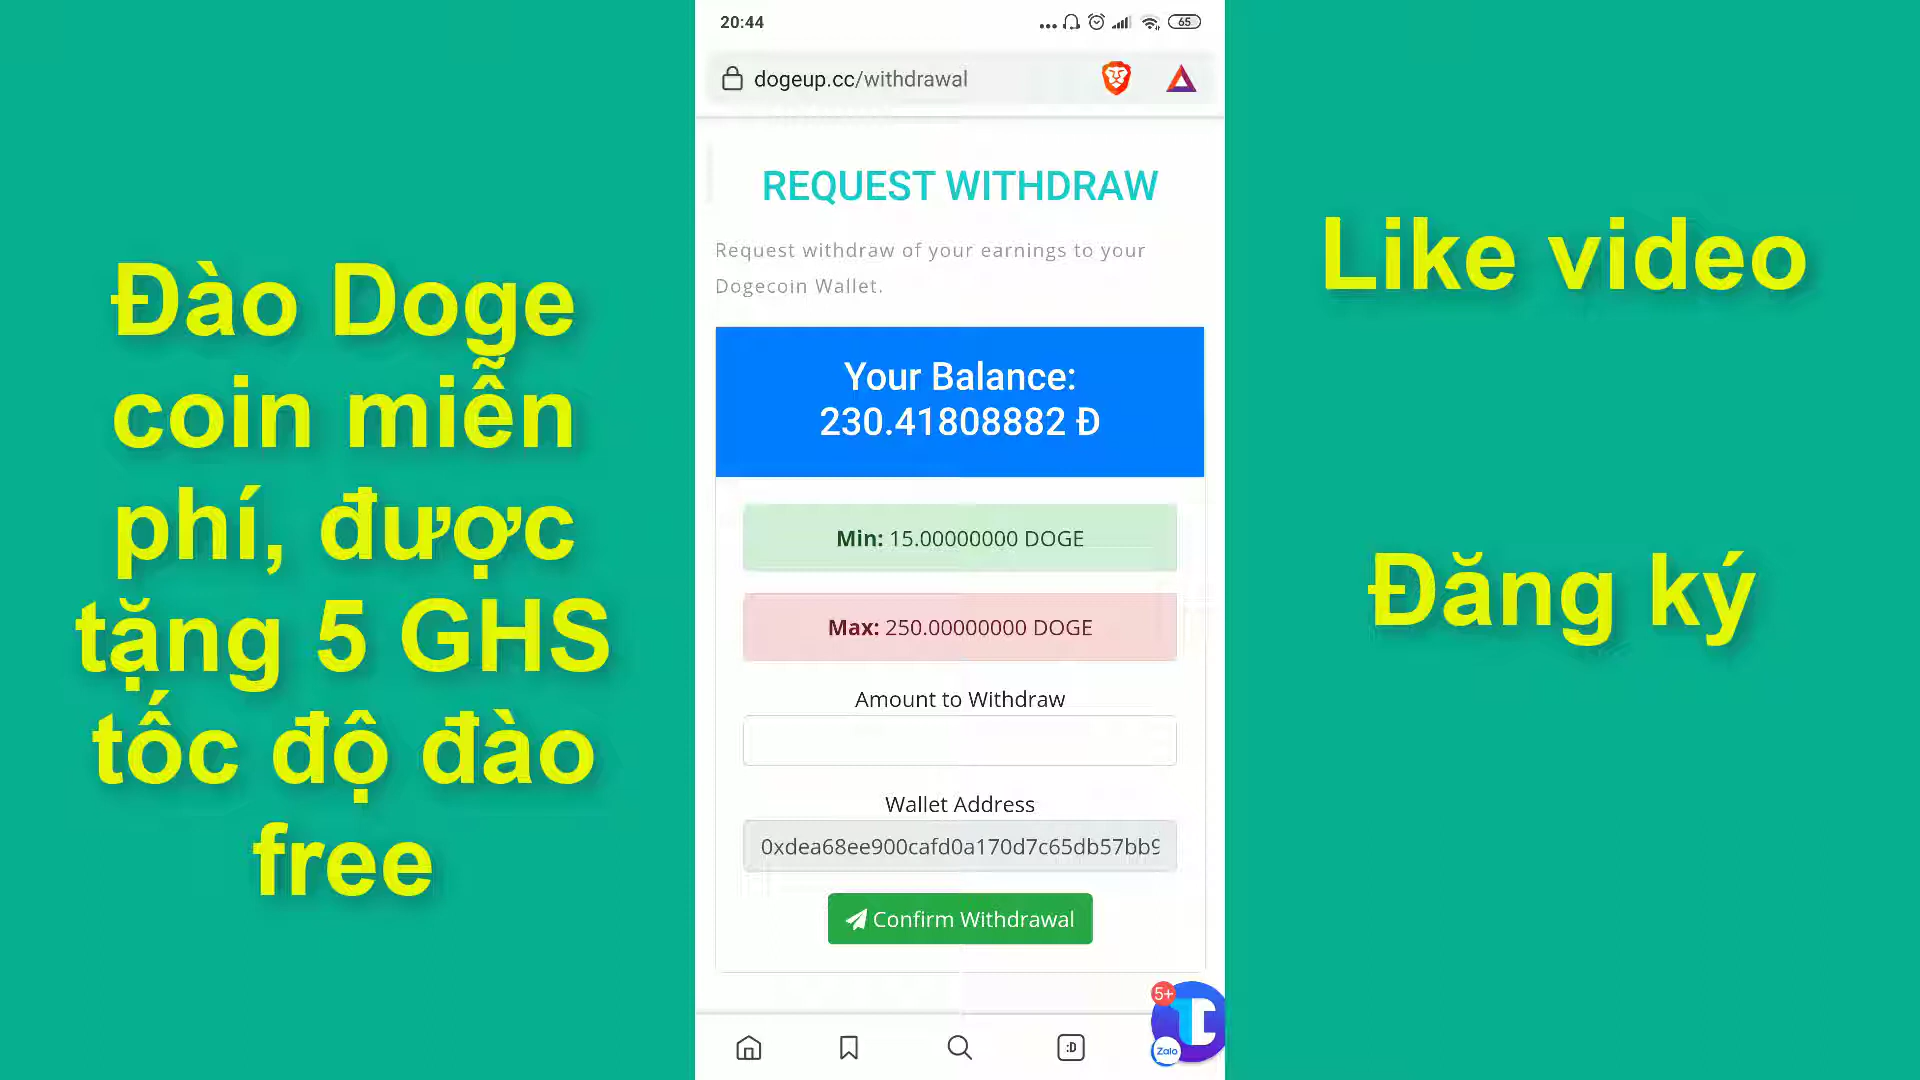 Đào Doge
coin miễn
phí, được
tặng 5 GHS
tốc độ đào
free
20:44
65
dogeup.cc/withdrawal
REQUEST WITHDRAW
Request withdraw of your earnings to your
Dogecoin Wallet.
Your Balance:
230.41808882 Đ
Min: 15.00000000 DOGE
Max: 250.00000000 DOGE
Amount to Withdraw
Wallet Address
0xdea68ee900cafd0a170d7c65db57bb9
Confirm Withdrawal
5+
Zalo
:D
Like video
Đăng ký